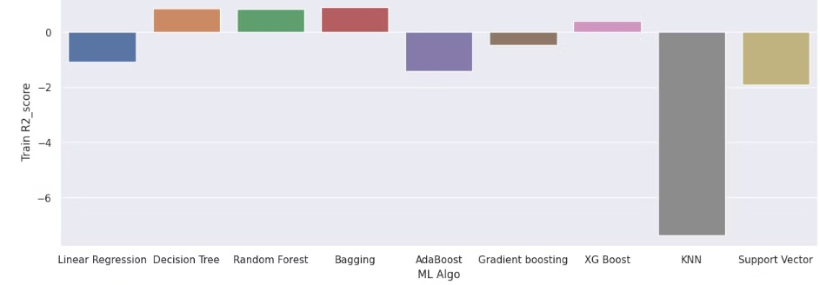 0
−2
−4
−6
Train R2_score
Linear Regression Decision Tree Random Forest Bagging AdaBoost Gradient boosting XG Boost KNN Support Vector
ML Algo